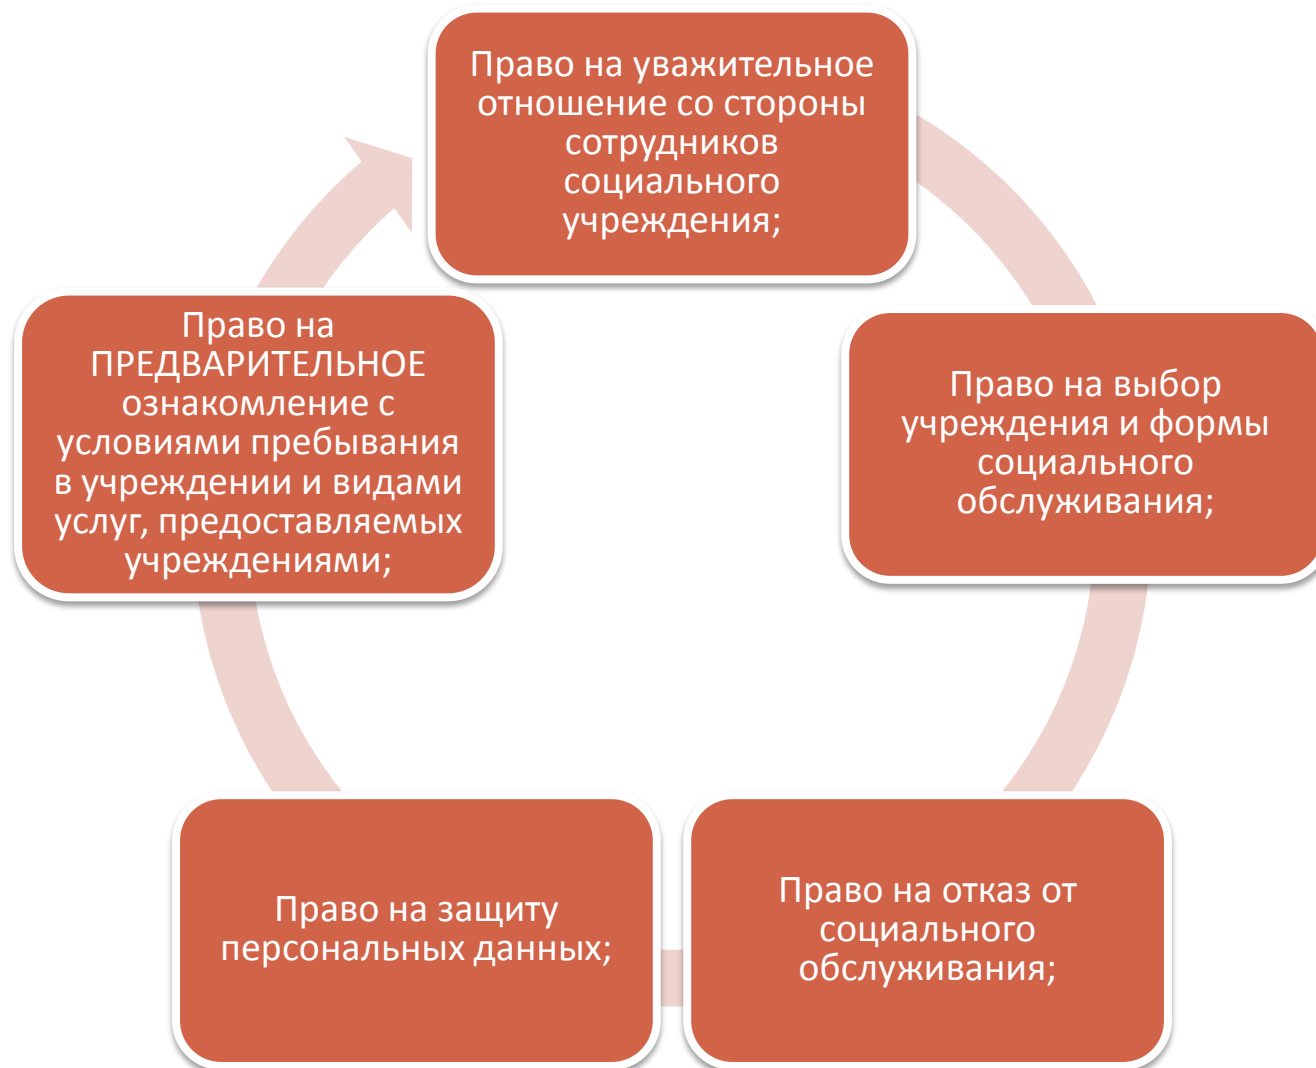 Право на уважительное
отношение со стороны
сотрудников
социального
учреждения;
Право на выбор
учреждения и формы
социального
обслуживания;
Право на отказ от
социального
обслуживания;
Право на защиту
персональных данных;
Право на
ПРЕДВАРИТЕЛЬНОЕ
ознакомление с
условиями пребывания
в учреждении и видами
услуг, предоставляемых
учреждениями;